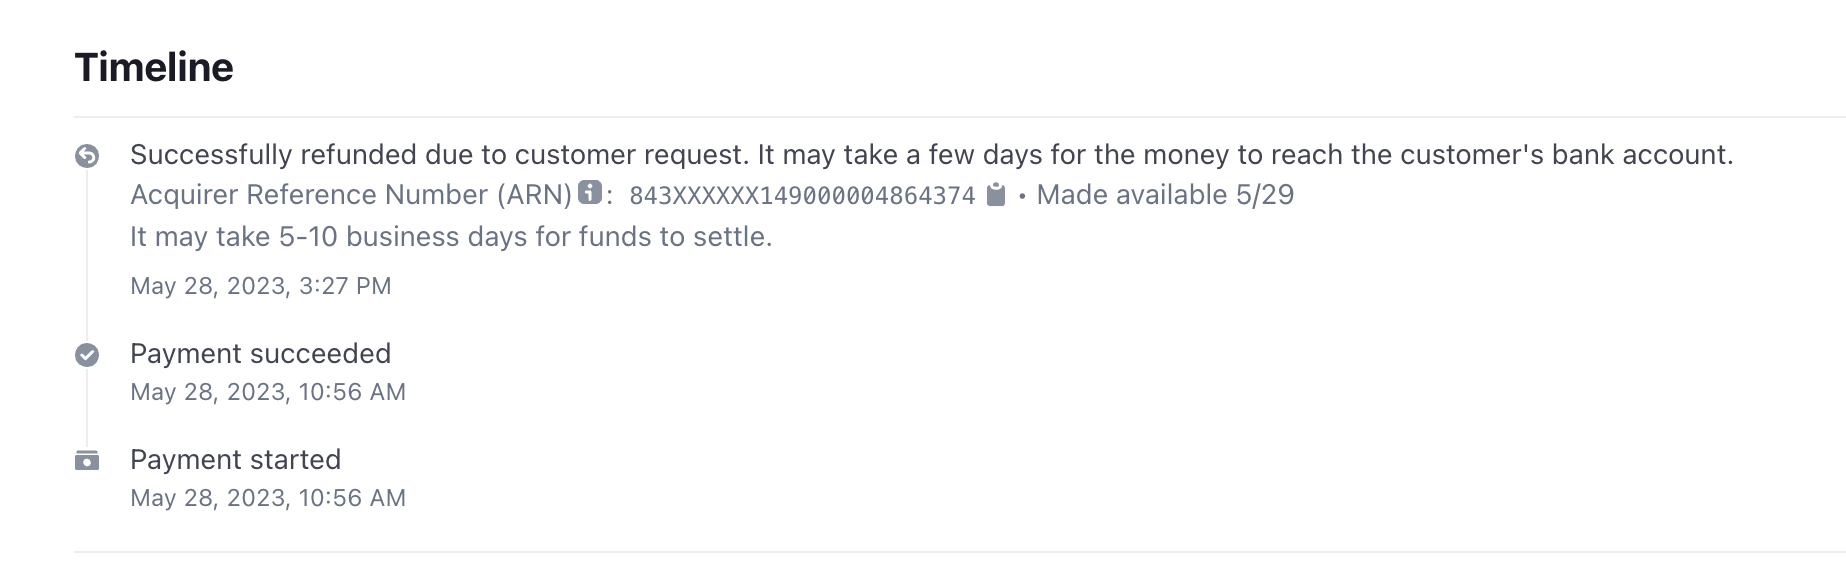 Timeline
Successfully refunded due to customer request. It may take a few days for the money to reach the customer's bank account.
Acquirer Reference Number (ARN) i : 843XXXXXX149000004864374 • Made available 5/29
It may take 5-10 business days for funds to settle.
May 28, 2023, 3:27 PM
Payment succeeded
May 28, 2023, 10:56 AM
Payment started
May 28, 2023, 10:56 AM